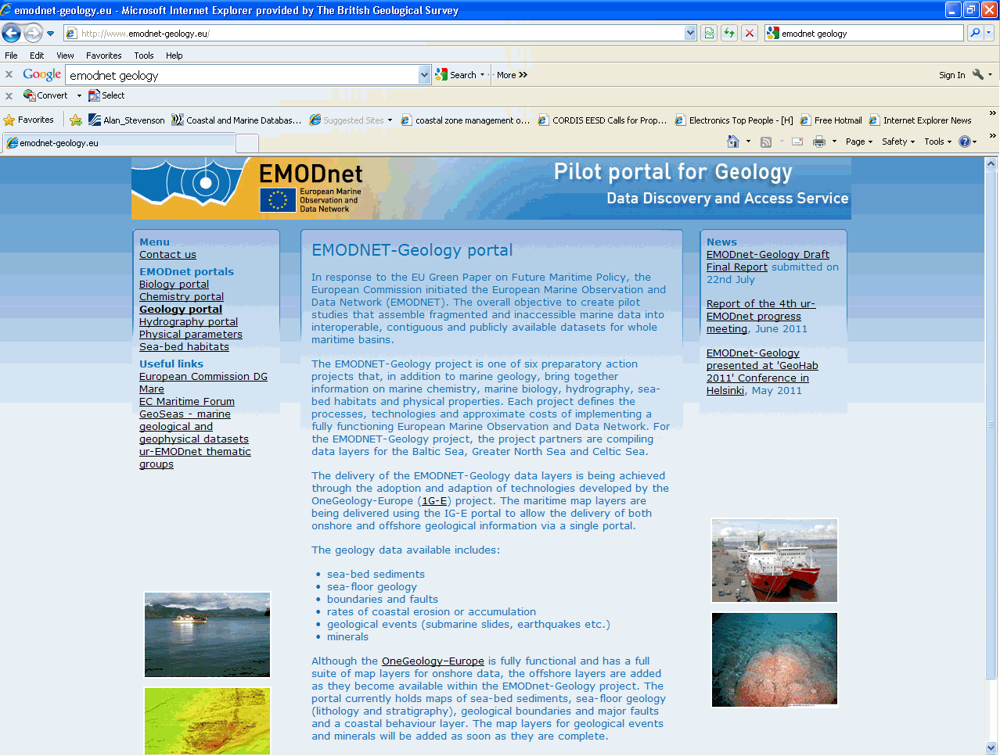 emodnet-geology.eu - Microsoft Internet Explorer provided by The British Geological Survey
http://www.emodnet-geology.eu/
emodnet geology
File Edit View Favorites Tools Help
x Google emodnet geology Search More >> Sign In
x Convert Select
Favorites Alan_Stevenson Coastal and Marine Databas... Suggested Sites coastal zone management o... CORDIS EESD Calls for Prop... Electronics Top People - [H] Free Hotmail Internet Explorer News >>
emodnet-geology.eu
Page Safety Tools >>
EMODnet
European Marine
Observation and
Data Network
Pilot portal for Geology
Data Discovery and Access Service
Menu
Contact us
EMODnet portals
Biology portal
Chemistry portal
Geology portal
Hydrography portal
Physical parameters
Sea-bed habitats
Useful links
European Commission DG
Mare
EC Maritime Forum
GeoSeas - marine
geological and
geophysical datasets
ur-EMODnet thematic
groups
EMODNET-Geology portal
In response to the EU Green Paper on Future Maritime Policy, the
European Commission initiated the European Marine Observation and
Data Network (EMODNET). The overall objective to create pilot
studies that assemble fragmented and inaccessible marine data into
interoperable, contiguous and publicly available datasets for whole
maritime basins.
The EMODNET-Geology project is one of six preparatory action
projects that, in addition to marine geology, bring together
information on marine chemistry, marine biology, hydrography, sea-
bed habitats and physical properties. Each project defines the
processes, technologies and approximate costs of implementing a
fully functioning European Marine Observation and Data Network. For
the EMODNET-Geology project, the project partners are compiling
data layers for the Baltic Sea, Greater North Sea and Celtic Sea.
The delivery of the EMODNET-Geology data layers is being achieved
through the adoption and adaption of technologies developed by the
OneGeology-Europe (1G-E) project. The maritime map layers are
being delivered using the IG-E portal to allow the delivery of both
onshore and offshore geological information via a single portal.
The geology data available includes:
• sea-bed sediments
• sea-floor geology
• boundaries and faults
• rates of coastal erosion or accumulation
• geological events (submarine slides, earthquakes etc.)
• minerals
Although the OneGeology-Europe is fully functional and has a full
suite of map layers for onshore data, the offshore layers are added
as they become available within the EMODnet-Geology project. The
portal currently holds maps of sea-bed sediments, sea-floor geology
(lithology and stratigraphy), geological boundaries and major faults
and a coastal behaviour layer. The map layers for geological events
and minerals will be added as soon as they are complete.
News
EMODnet-Geology Draft
Final Report submitted on
22nd July
Report of the 4th ur-
EMODnet progress
meeting, June 2011
EMODnet-Geology
presented at 'GeoHab
2011' Conference in
Helsinki, May 2011